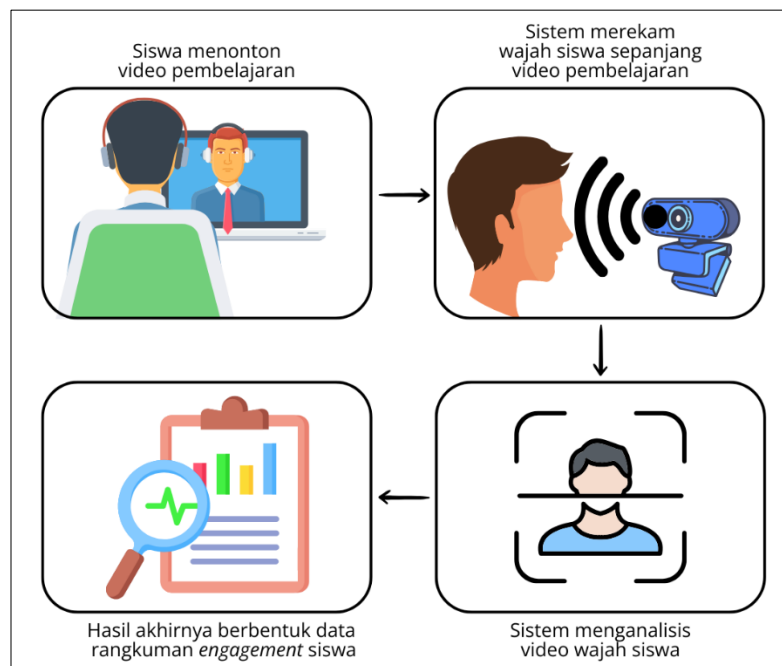 Siswa menonton
video pembelajaran
Sistem merekam
wajah siswa sepanjang
video pembelajaran
Sistem menganalisis
video wajah siswa
Hasil akhirnya berbentuk data
rangkuman engagement siswa